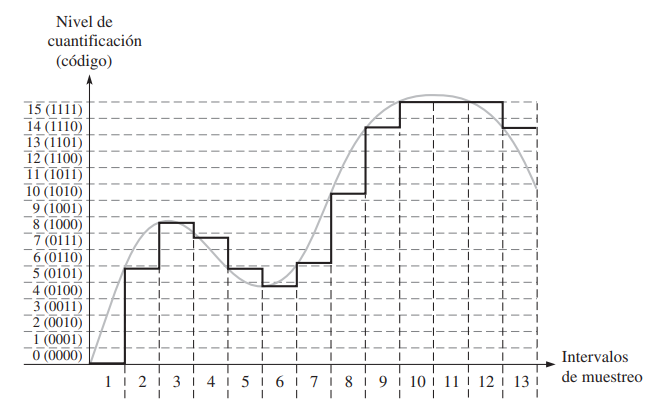 Nivel de
cuantificación
(código)
15 (1111)
14 (1110)
13 (1101)
12 (1100)
11 (1011)
10 (1010)
9 (1001)
8 (1000)
7 (0111)
6 (0110)
5 (0101)
4 (0100)
3 (0011)
2 (0010)
1 (0001)
0 (0000)
1 2 3 4 5 6 7 8 9 10 11 12 13
Intervalos
de muestreo